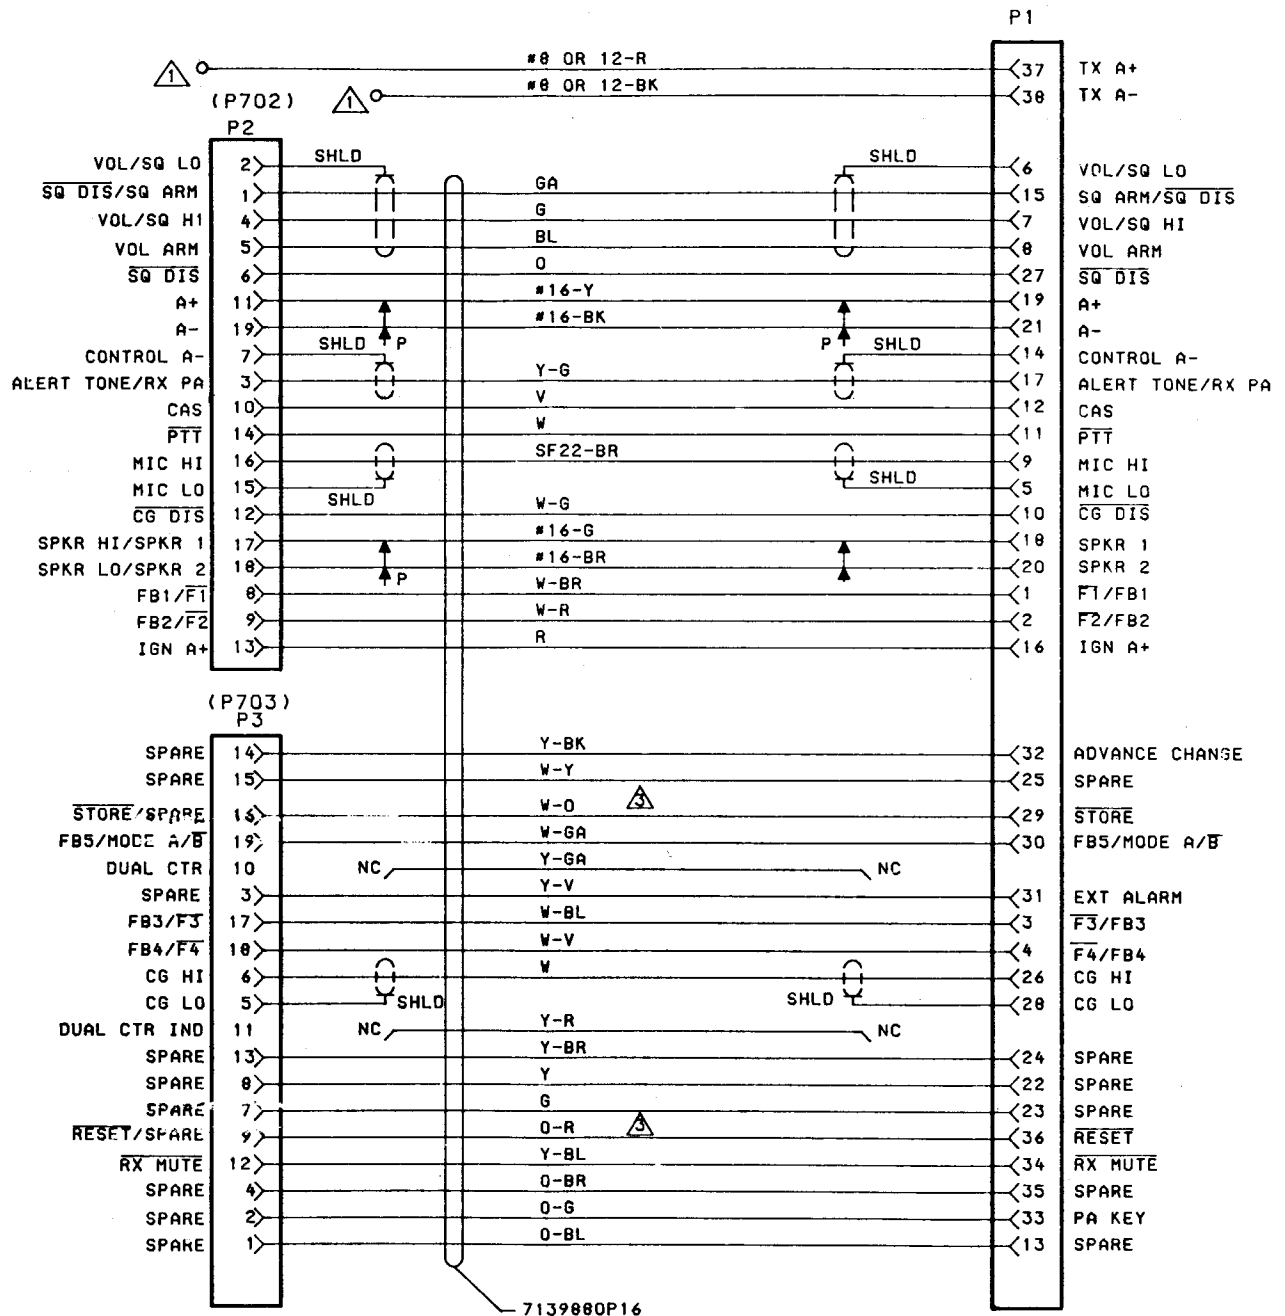 P1
#8 OR 12-R
1 37 TX A+
#8 OR 12-BK
1 38 TX A-
(P702)
P2
VOL/SQ LO 2 SHLD SHLD 6 VOL/SQ LO
SQ DIS/SQ ARM 1 GA 15 SQ ARM/SQ DIS
VOL/SQ HI 4 G 7 VOL/SQ HI
VOL ARM 5 BL 8 VOL ARM
SQ DIS 6 O 27 SQ DIS
A+ 11 #16-Y 19 A+
A- 19 #16-BK 21 A-
P P
CONTROL A- 7 SHLD SHLD 14 CONTROL A-
ALERT TONE/RX PA 3 Y-G 17 ALERT TONE/RX PA
CAS 10 V 12 CAS
PTT 14 W 11 PTT
MIC HI 16 SF22-BR 9 MIC HI
MIC LO 15 SHLD SHLD 5 MIC LO
CG DIS 12 W-G 10 CG DIS
SPKR HI/SPKR 1 17 #16-G 18 SPKR 1
SPKR LO/SPKR 2 18 #16-BR 20 SPKR 2
P
FB1/F1 8 W-BR 1 F1/FB1
FB2/F2 9 W-R 2 F2/FB2
IGN A+ 13 R 16 IGN A+
(P703)
P3
SPARE 14 Y-BK 32 ADVANCE CHANGE
SPARE 15 W-Y 25 SPARE
3
STORE/SPARE 16 W-O 29 STORE
FB5/MODE A/B 19 W-GA 30 FB5/MODE A/B
DUAL CTR 10 NC Y-GA NC
SPARE 3 Y-V 31 EXT ALARM
FB3/F3 17 W-BL 3 F3/FB3
FB4/F4 18 W-V 4 F4/FB4
CG HI 6 W 26 CG HI
CG LO 5 SHLD SHLD 28 CG LO
DUAL CTR IND 11 NC Y-R NC
SPARE 13 Y-BR 24 SPARE
SPARE 8 Y 22 SPARE
SPARE 7 G 23 SPARE
3
RESET/SPARE 9 O-R 36 RESET
RX MUTE 12 Y-BL 34 RX MUTE
SPARE 4 O-BR 35 SPARE
SPARE 2 O-G 33 PA KEY
SPARE 1 O-BL 13 SPARE
7139880P16